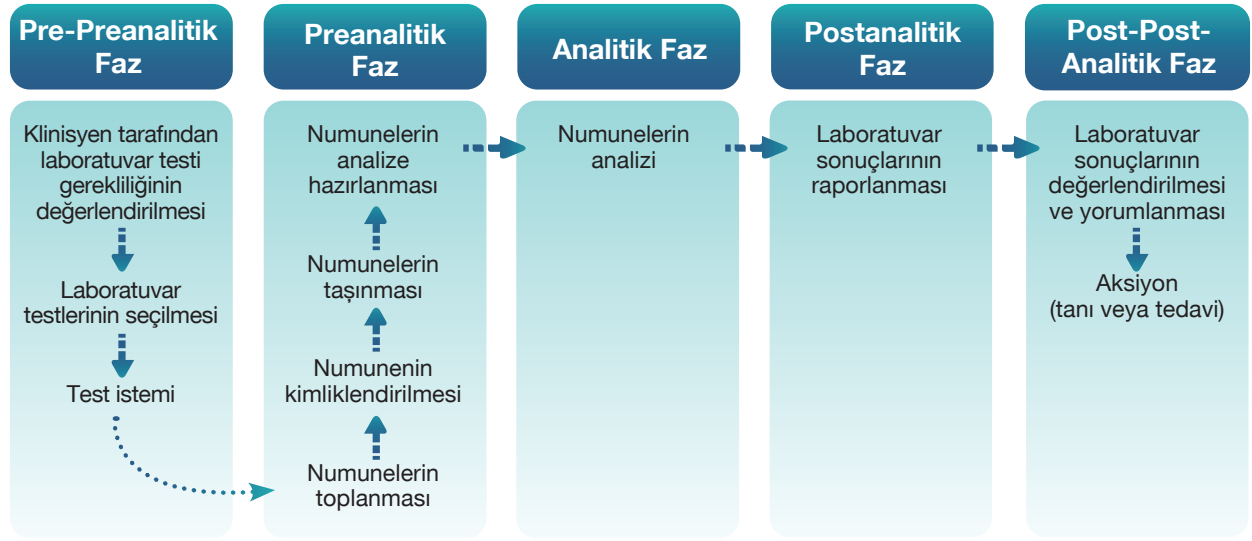 Pre-Preanalitik
Faz
Klinisyen tarafından
laboratuvar testi
gerekliliğinin
değerlendirilmesi
Laboratuvar
testlerinin seçilmesi
Test istemi
Preanalitik
Faz
Numunelerin
analize
hazırlanması
Numunelerin
taşınması
Numunenin
kimliklendirilmesi
Numunelerin
toplanması
Analitik Faz
Numunelerin
analizi
Postanalitik
Faz
Laboratuvar
sonuçlarının
raporlanması
Post-Post-
Analitik Faz
Laboratuvar
sonuçlarının
değerlendirilmesi
ve yorumlanması
Aksiyon
(tanı veya tedavi)